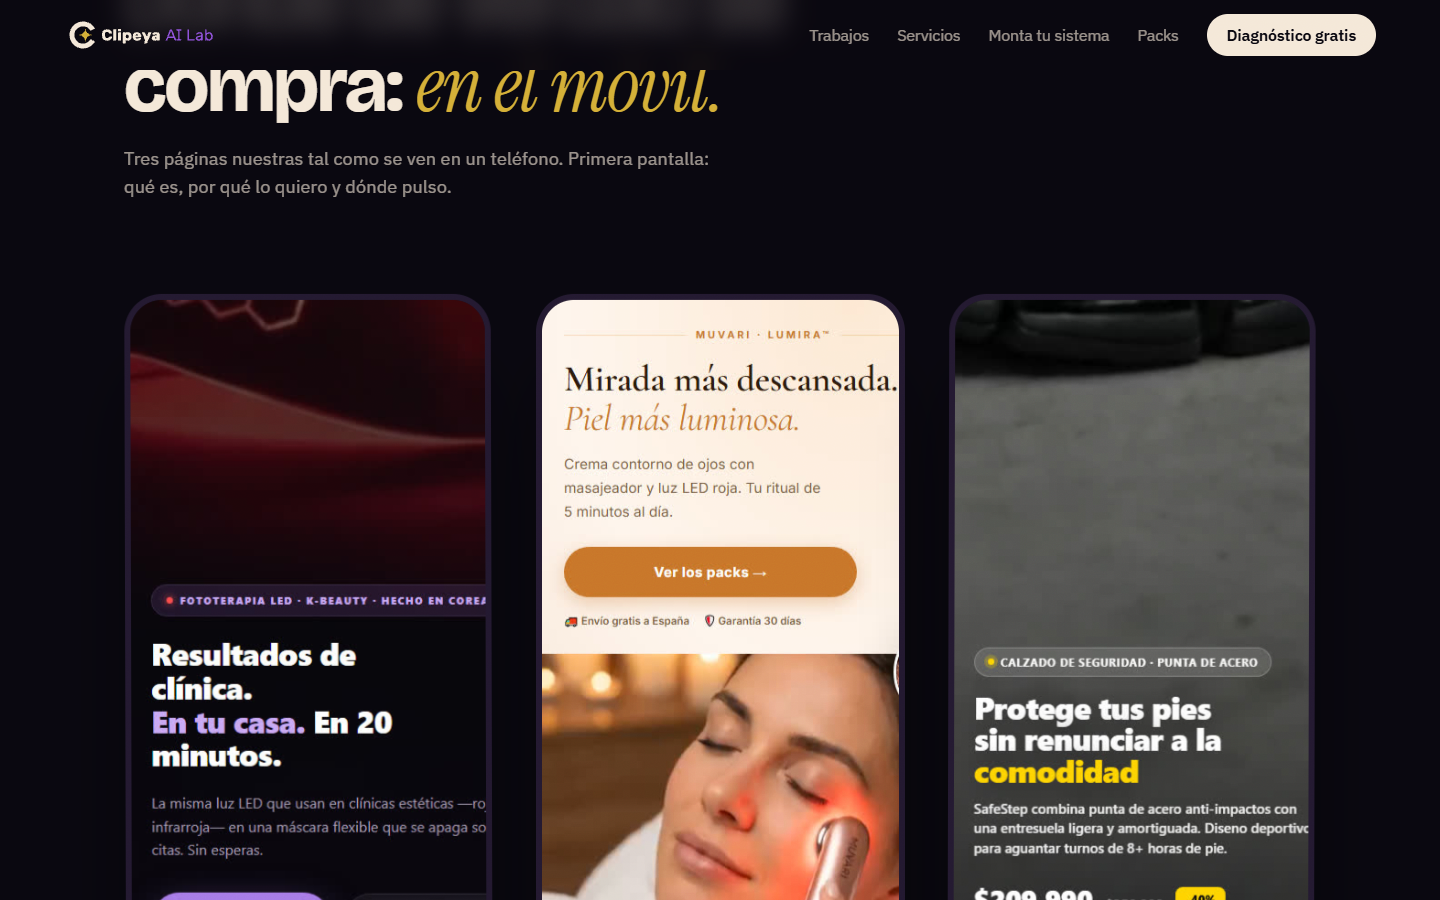 Clipeya AI Lab
Trabajos
Servicios
Monta tu sistema
Packs
Diagnóstico gratis
compra: en el móvil.
Tres páginas nuestras tal como se ven en un teléfono. Primera pantalla:
qué es, por qué lo quiero y dónde pulso.
FOTOTERAPIA LED · K-BEAUTY · HECHO EN COREA
Resultados de
clínica.
En tu casa. En 20
minutos.
La misma luz LED que usan en clínicas estéticas —roj
infrarroja— en una máscara flexible que se apaga so
citas. Sin esperas.
MUVARI · LUMIRA™
Mirada más descansada.
Piel más luminosa.
Crema contorno de ojos con
masajeador y luz LED roja. Tu ritual de
5 minutos al día.
Ver los packs →
Envío gratis a España
Garantía 30 días
MUVARI
CALZADO DE SEGURIDAD · PUNTA DE ACERO
Protege tus pies
sin renunciar a la
comodidad
SafeStep combina punta de acero anti-impactos con
una entresuela ligera y amortiguada. Diseno deportivo
para aguantar turnos de 8+ horas de pie.
$209.990
-40%